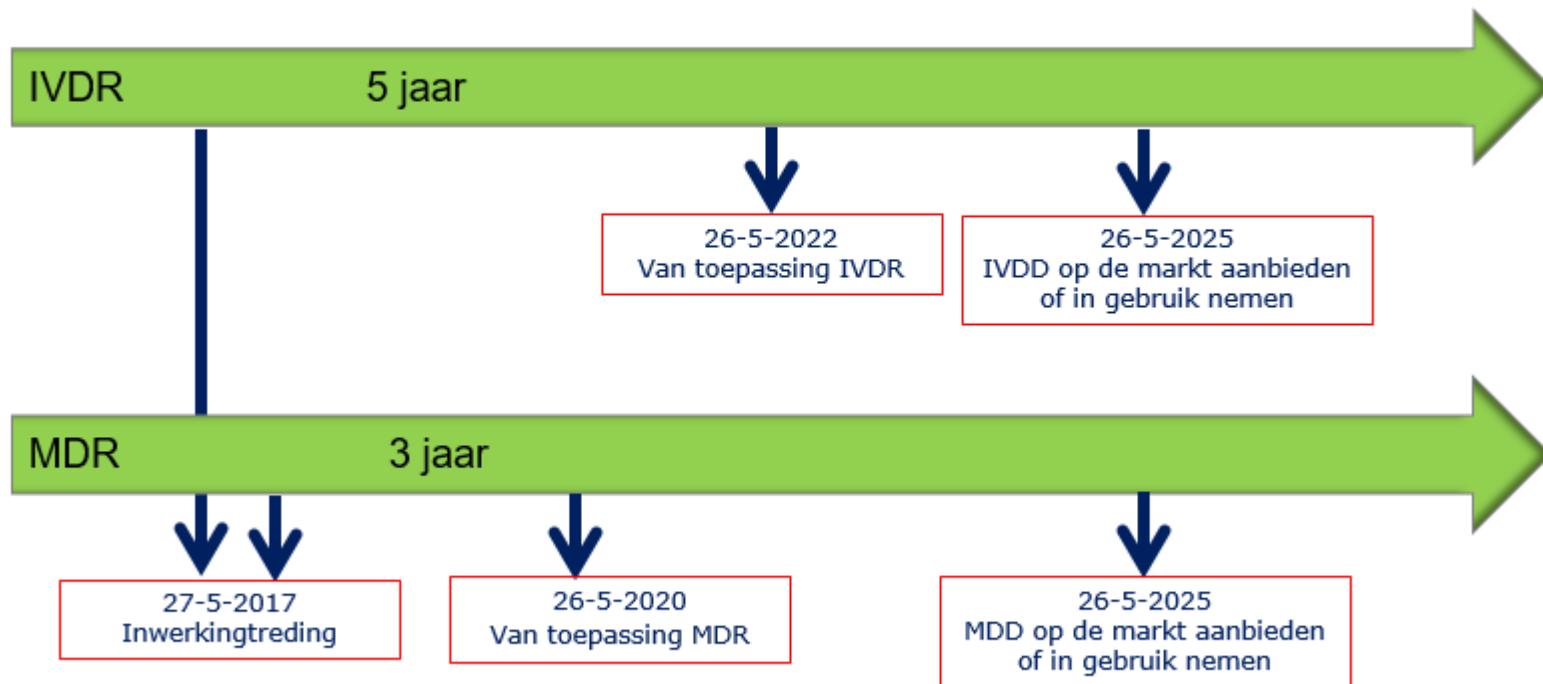 IVDR 5 jaar
26-5-2022
Van toepassing IVDR
26-5-2025
IVDD op de markt aanbieden
of in gebruik nemen
MDR 3 jaar
27-5-2017
Inwerkingtreding
26-5-2020
Van toepassing MDR
26-5-2025
MDD op de markt aanbieden
of in gebruik nemen